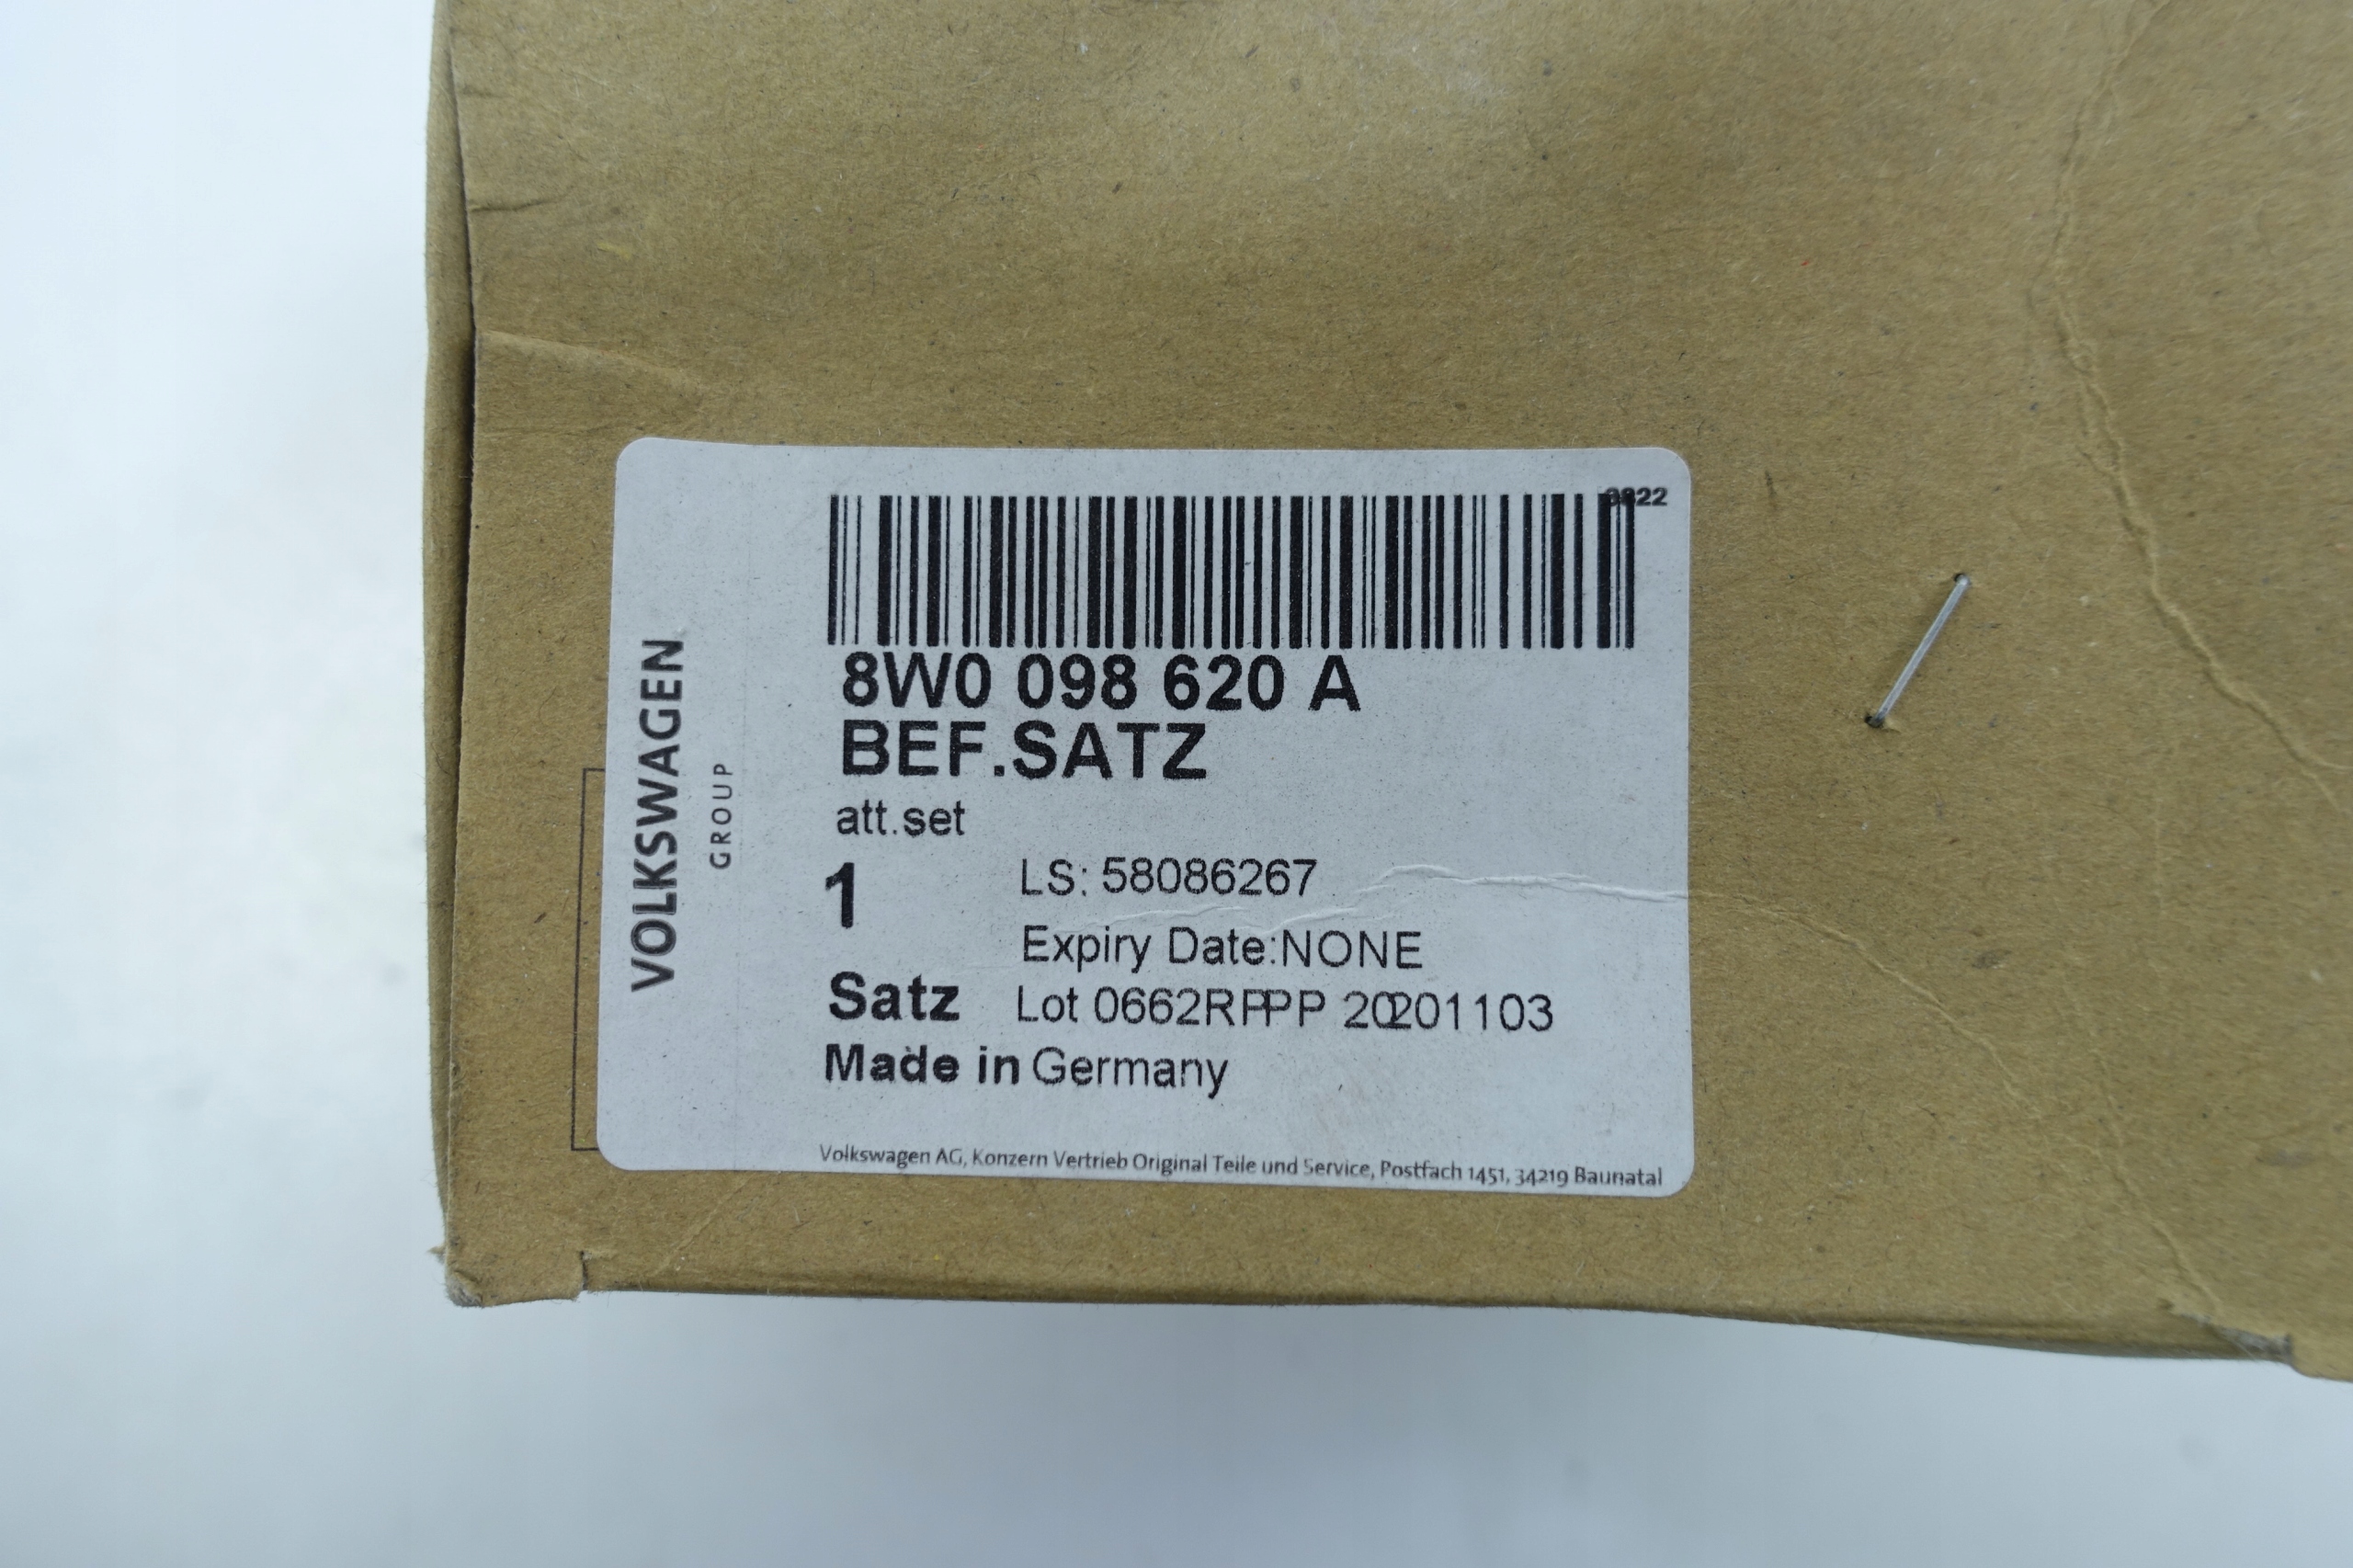 VOLKSWAGEN
GROUP
8W0 098 620 A
BEF.SATZ
att.set
1
LS: 58086267
Expiry Date:NONE
Satz
Lot 0662RPPP 20201103
Made in Germany
Volkswagen AG, Konzern Vertrieb Original Teile und Service, Postfach 1451, 34219 Baunatal